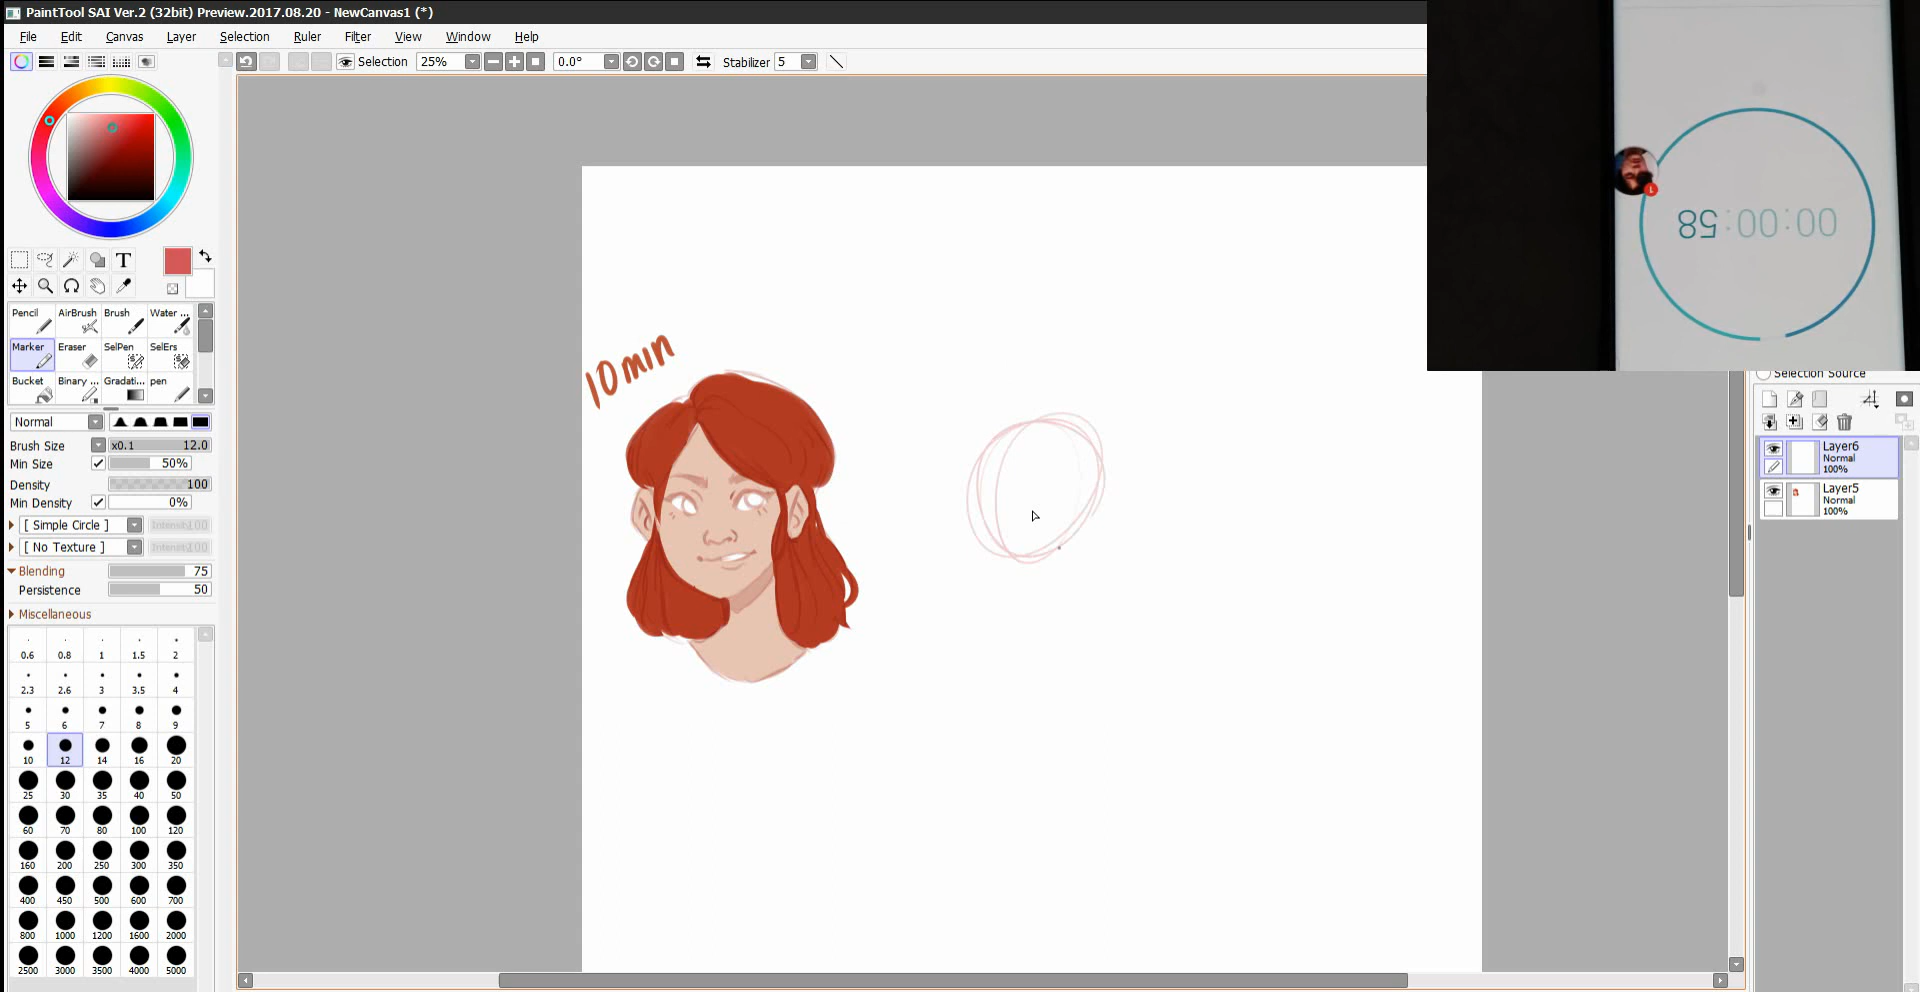 PaintTool SAI Ver.2 (32bit) Preview.2017.08.20 - NewCanvas1 (*)
File Edit Canvas Layer Selection Ruler Filter View Window Help
Selection 25% 0.0° Stabilizer 5
00:00:58
T
Pencil AirBrush Brush Water ...
Marker Eraser SelPen SelErs
Bucket Binary ... Gradati... pen
10min
Normal
Brush Size x0.1 12.0
Min Size 50%
Density 100
Min Density 0%
[ Simple Circle ] Intensity 100
[ No Texture ] Intensity 100
Blending 75
Persistence 50
Miscellaneous
0.6 0.8 1 1.5 2
2.3 2.6 3 3.5 4
5 6 7 8 9
10 12 14 16 20
25 30 35 40 50
60 70 80 100 120
160 200 250 300 350
400 450 500 600 700
800 1000 1200 1600 2000
2500 3000 3500 4000 5000
Selection Source
Layer6
Normal
100%
Layer5
Normal
100%